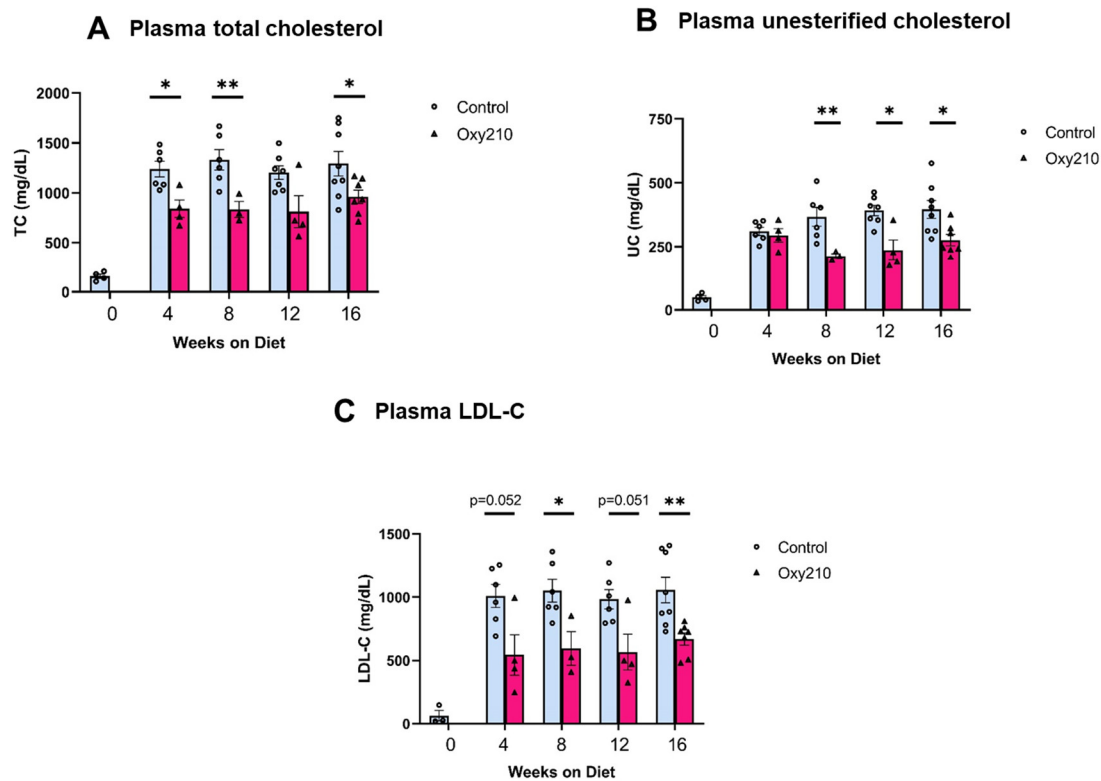 A Plasma total cholesterol
* ** *
2000
1500
1000
500
0
TC (mg/dL)
0 4 8 12 16
Weeks on Diet
Control
Oxy210
B Plasma unesterified cholesterol
** * *
750
500
250
0
UC (mg/dL)
0 4 8 12 16
Weeks on Diet
Control
Oxy210
C Plasma LDL-C
p=0.052 * p=0.051 **
1500
1000
500
0
LDL-C (mg/dL)
0 4 8 12 16
Weeks on Diet
Control
Oxy210